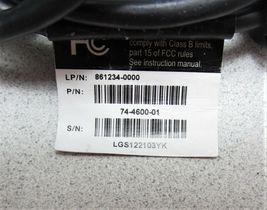 FC
comply with Class B limits,
part 15 of FCC rules
See instruction manual.
LP/N: 861234-0000
P/N:
74-4600-01
S/N:
LGS122103YK